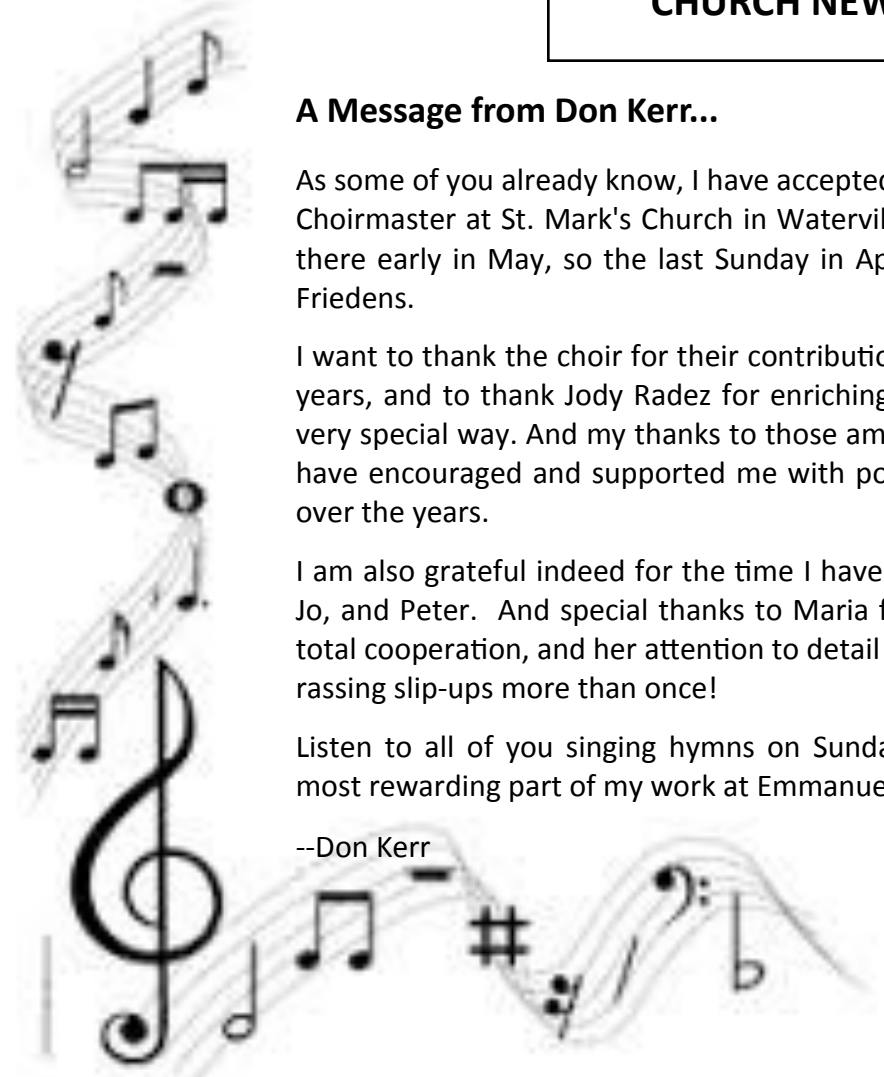 CHURCH NEW
A Message from Don Kerr...
As some of you already know, I have accepted
Choirmaster at St. Mark's Church in Watervil
there early in May, so the last Sunday in Ap
Friedens.
I want to thank the choir for their contributio
years, and to thank Jody Radez for enriching
very special way. And my thanks to those am
have encouraged and supported me with po
over the years.
I am also grateful indeed for the time I have
Jo, and Peter.  And special thanks to Maria f
total cooperation, and her attention to detail
rassing slip-ups more than once!
Listen to all of you singing hymns on Sunda
most rewarding part of my work at Emmanue
--Don Kerr